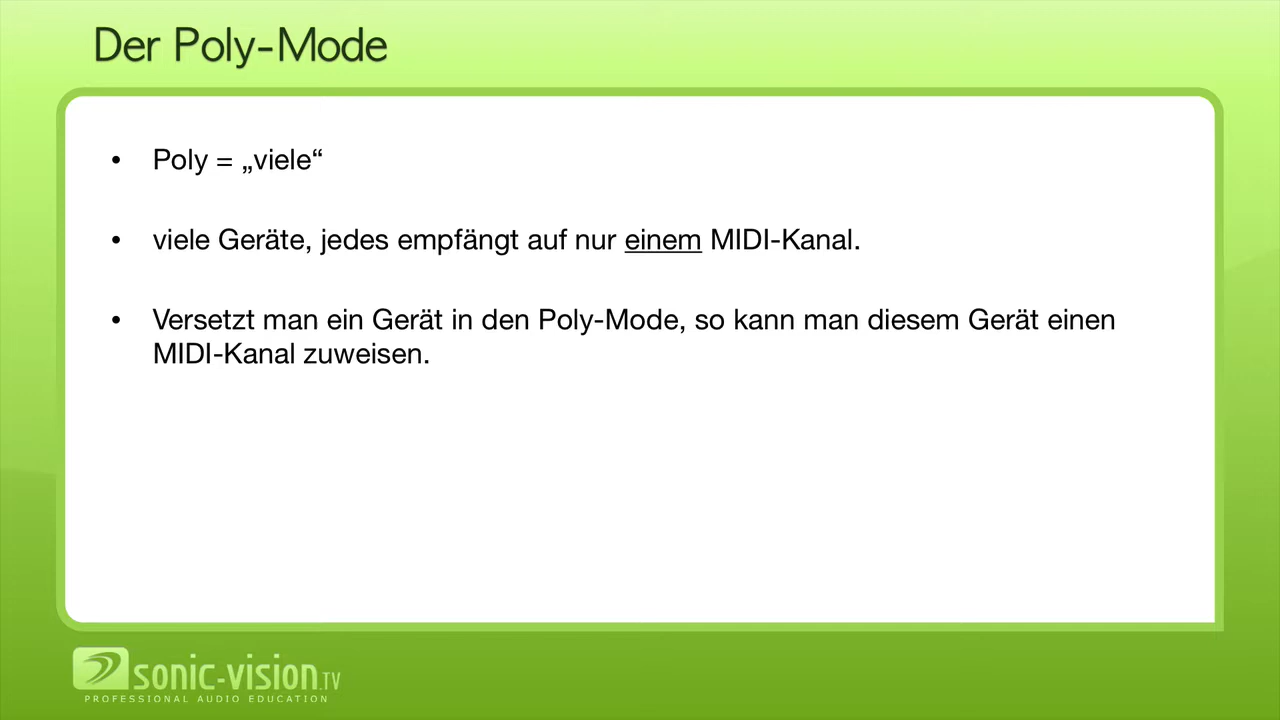 Der Poly-Mode
• Poly = „viele“
• viele Geräte, jedes empfängt auf nur einem MIDI-Kanal.
• Versetzt man ein Gerät in den Poly-Mode, so kann man diesem Gerät einen
MIDI-Kanal zuweisen.
sonic-vision.TV
PROFESSIONAL AUDIO EDUCATION